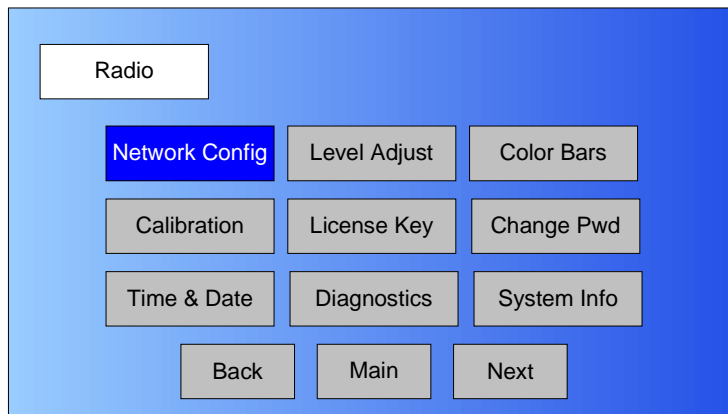 Radio
Network Config
Level Adjust
Color Bars
Calibration
License Key
Change Pwd
Time & Date
Diagnostics
System Info
Back
Main
Next